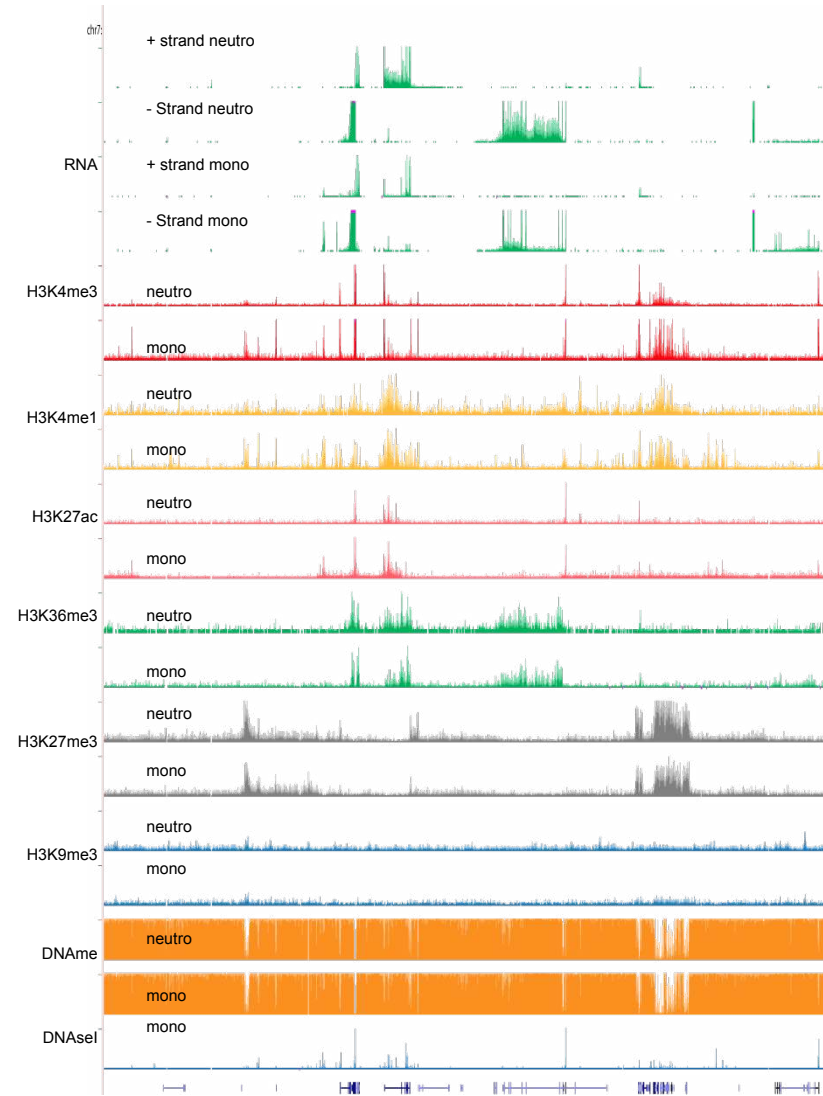 chr7:
+ strand neutro
- Strand neutro
RNA
+ strand mono
- Strand mono
H3K4me3
neutro
mono
H3K4me1
neutro
mono
H3K27ac
neutro
mono
H3K36me3
neutro
mono
H3K27me3
neutro
mono
H3K9me3
neutro
mono
DNAme
neutro
mono
DNAseI
mono